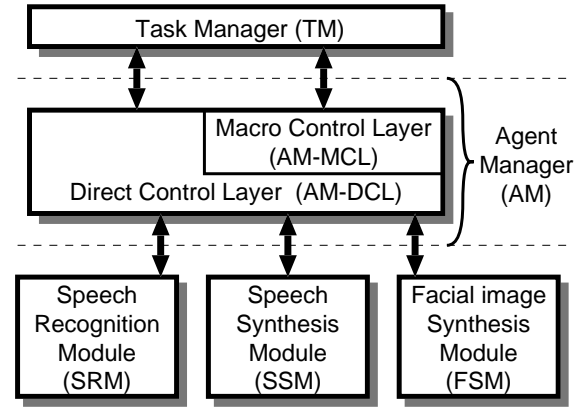 Task Manager (TM)
Macro Control Layer
(AM-MCL)
Direct Control Layer (AM-DCL)
Agent
Manager
(AM)
Speech
Recognition
Module
(SRM)
Speech
Synthesis
Module
(SSM)
Facial image
Synthesis
Module
(FSM)